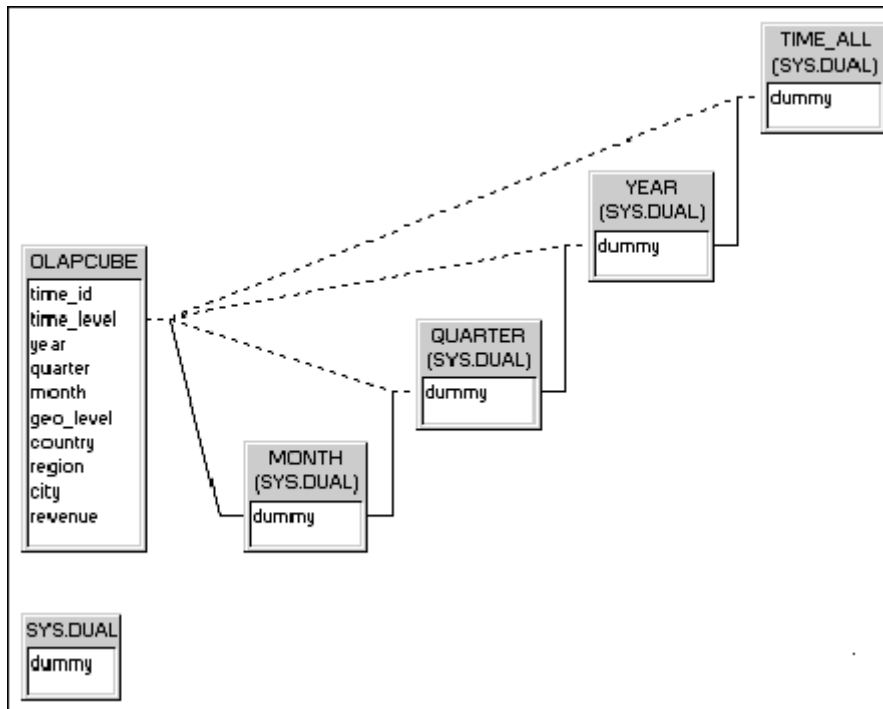 TIME_ALL
(SYS.DUAL)
dummy
YEAR
(SYS.DUAL)
dummy
OLAPCUBE
time_id
time_level
year
quarter
month
geo_level
country
region
city
revenue
QUARTER
(SYS.DUAL)
dummy
MONTH
(SYS.DUAL)
dummy
SYS.DUAL
dummy